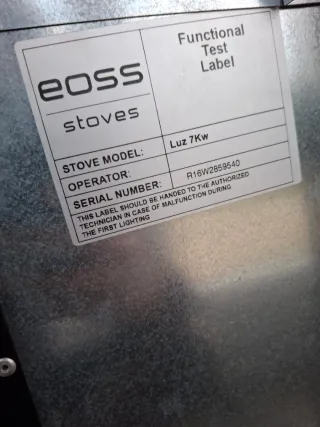 eoss
stoves
Functional
Test
Label
STOVE MODEL: Luz 7Kw
OPERATOR:
SERIAL NUMBER: R16W2859540
THIS LABEL SHOULD BE HANDED TO THE AUTHORIZED
TECHNICIAN IN CASE OF MALFUNCTION DURING
THE FIRST LIGHTING